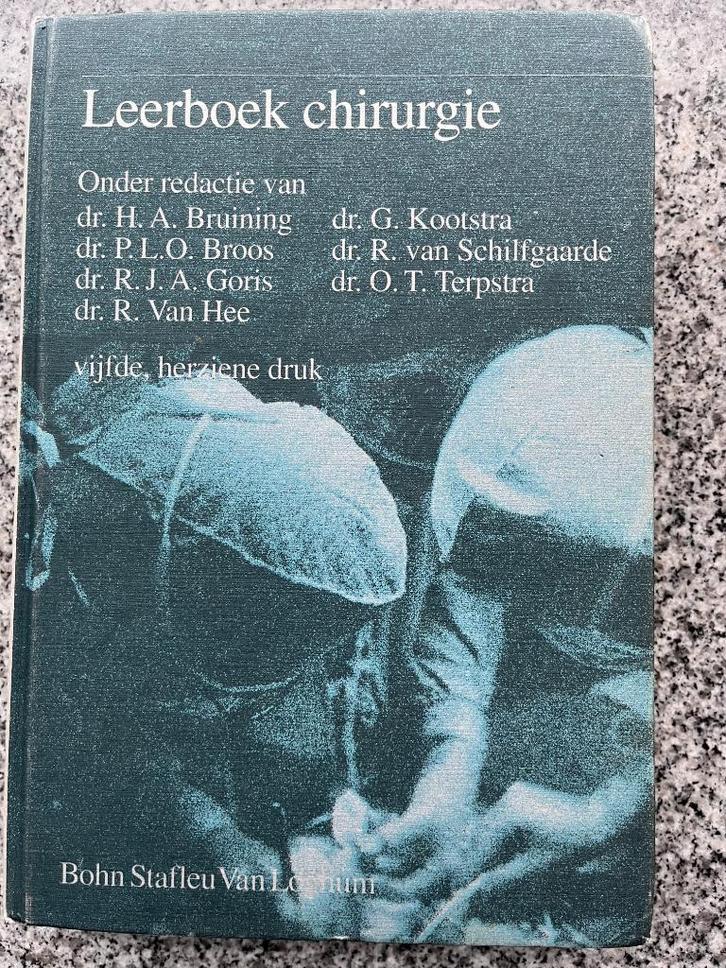 Leerboek chirurgie
Onder redactie van
dr. H. A. Bruining
dr. P.L.O. Broos
dr. R. J. A. Goris
dr. R. Van Hee
dr. G. Kootstra
dr. R. van Schilfgaarde
dr. O. T. Terpstra
vijfde, herziene druk
Bohn Stafleu Van Loghum